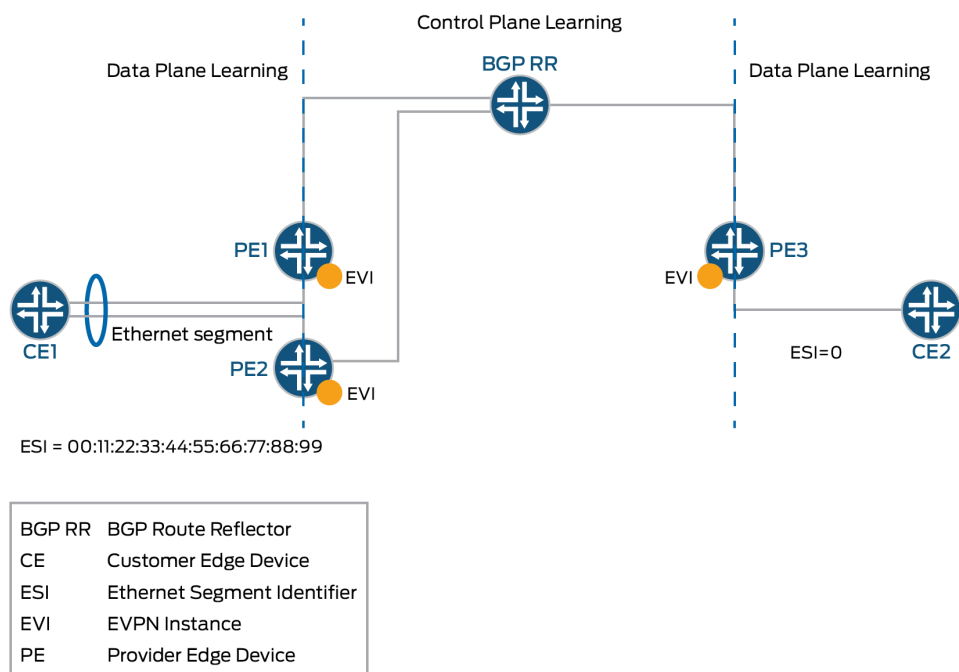 Control Plane Learning
Data Plane Learning
BGP RR
Data Plane Learning
PE1
EVI
EVI
PE3
Ethernet segment
CE1
PE2
EVI
ESI=0
CE2
ESI = 00:11:22:33:44:55:66:77:88:99
BGP RR BGP Route Reflector
CE Customer Edge Device
ESI Ethernet Segment Identifier
EVI EVPN Instance
PE Provider Edge Device